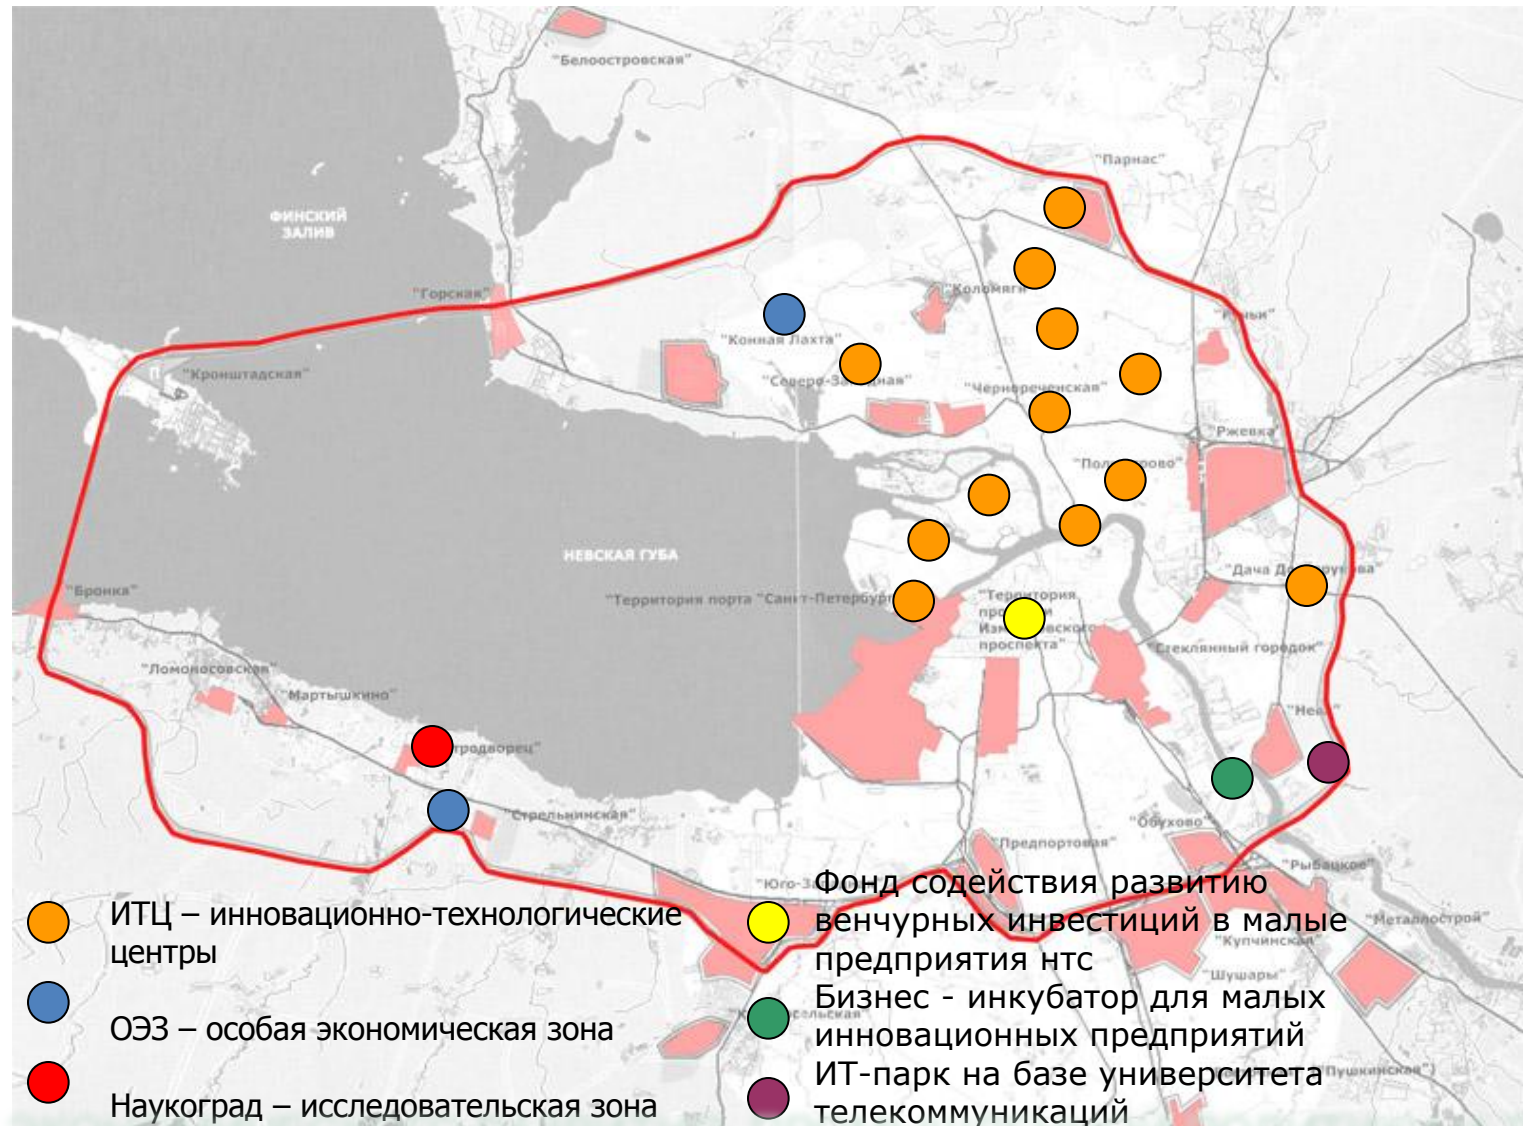 "Белоостровская"
"Парнас"
ФИНСКИЙ
ЗАЛИВ
"Горская"
"Коломяги
"Конная Лахта"
"Кронштадская"
"Чернореченская"
"Ржевка"
НЕВСКАЯ ГУБА
"Дача
"Бронка"
"Территория порта "Санкт-Петербург
"Территория
проспекта"
"Стеклянный городок"
"Ломоносовская"
"Мартышкино"
"Стрельнинская"
"Обухово"
"Предпортовая"
"Рыбацкое"
"Металлострой"
"Купчинская"
"Шушары"
"Пушкинская")
ИТЦ – инновационно-технологические
центры
ОЭЗ – особая экономическая зона
Наукоград – исследовательская зона
Фонд содействия развитию
венчурных инвестиций в малые
предприятия нтс
Бизнес - инкубатор для малых
инновационных предприятий
ИТ-парк на базе университета
телекоммуникаций